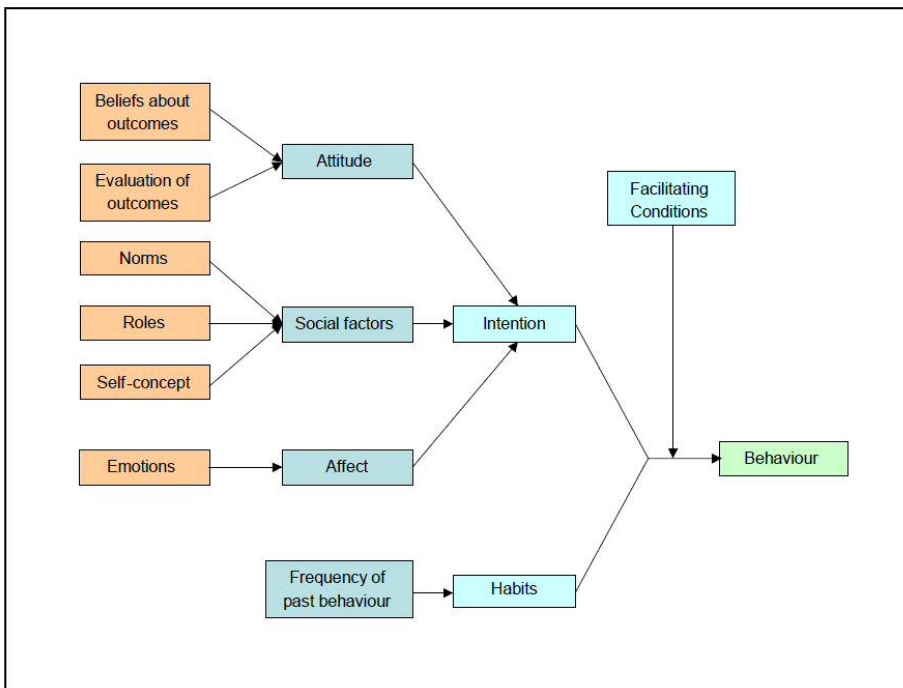 Beliefs about
outcomes
Evaluation of
outcomes
Attitude
Facilitating
Conditions
Norms
Roles
Social factors
Intention
Self-concept
Emotions
Affect
Behaviour
Frequency of
past behaviour
Habits